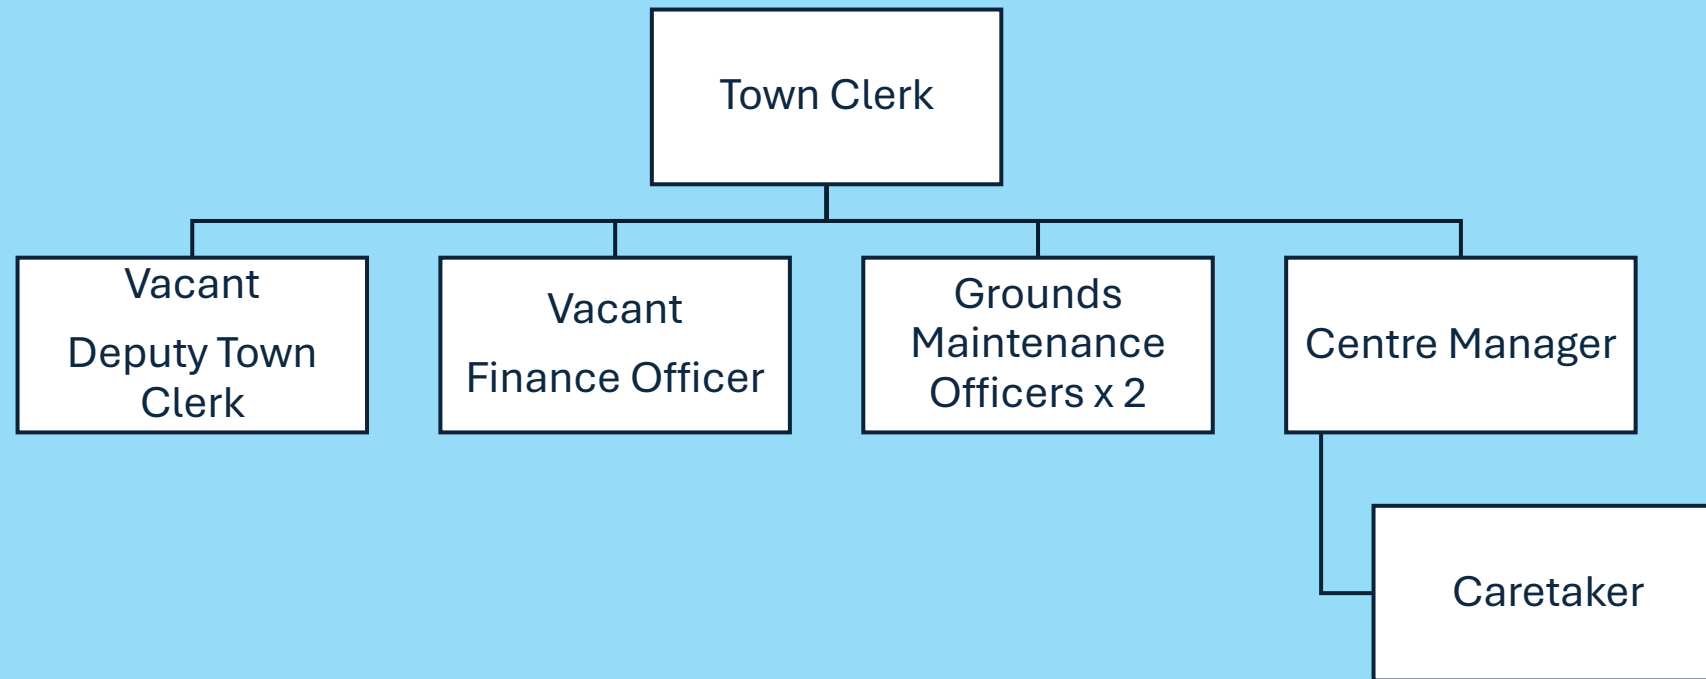 Town Clerk
Vacant
Deputy Town
Clerk
Vacant
Finance Officer
Grounds
Maintenance
Officers x 2
Centre Manager
Caretaker